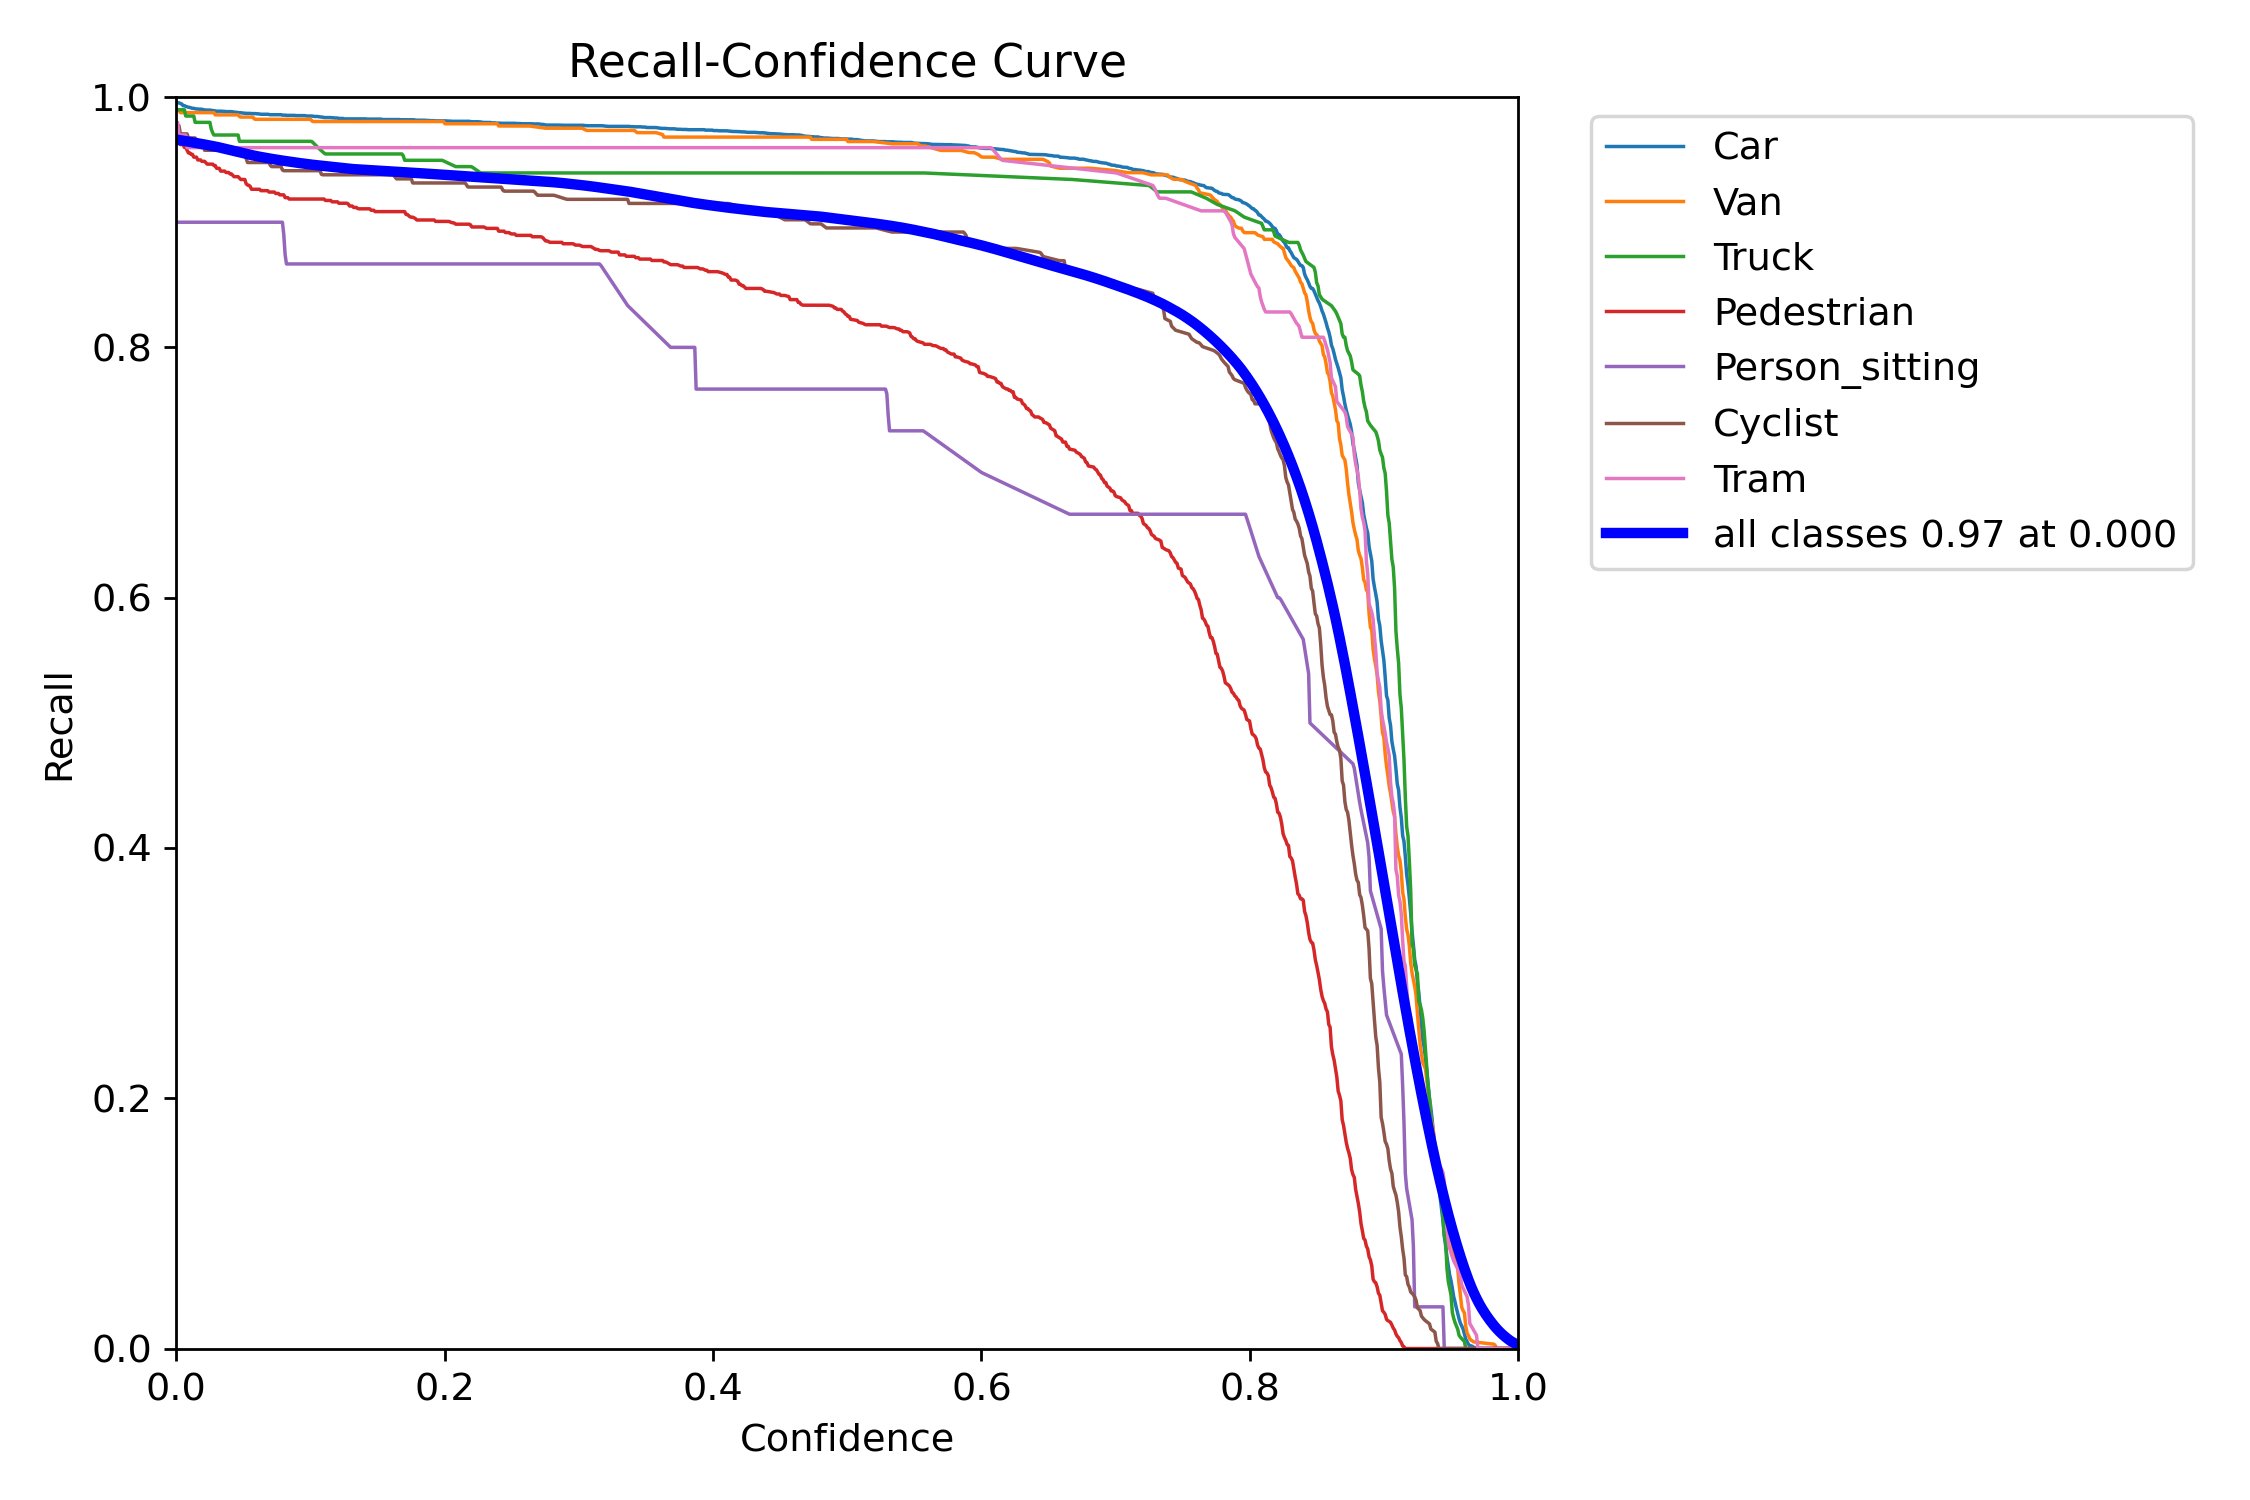 Recall-Confidence Curve
1.0
0.8
0.6
0.4
0.2
0.0
Recall
0.0 0.2 0.4 0.6 0.8 1.0
Confidence
Car
Van
Truck
Pedestrian
Person_sitting
Cyclist
Tram
all classes 0.97 at 0.000